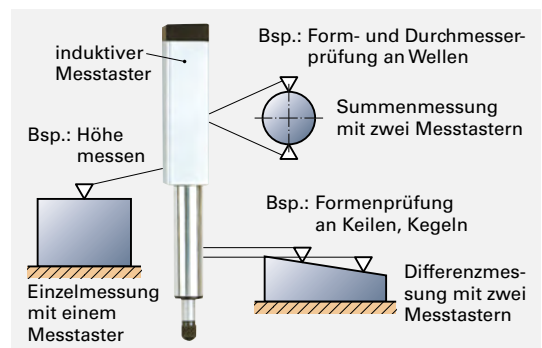 induktiver
Messtaster
Bsp.: Form- und Durchmesser-
prüfung an Wellen
Summenmessung
mit zwei Messtastern
Bsp.: Höhe
messen
Einzelmessung
mit einem
Messtaster
Bsp.: Formenprüfung
an Keilen, Kegeln
Differenzmes-
sung mit zwei
Messtastern